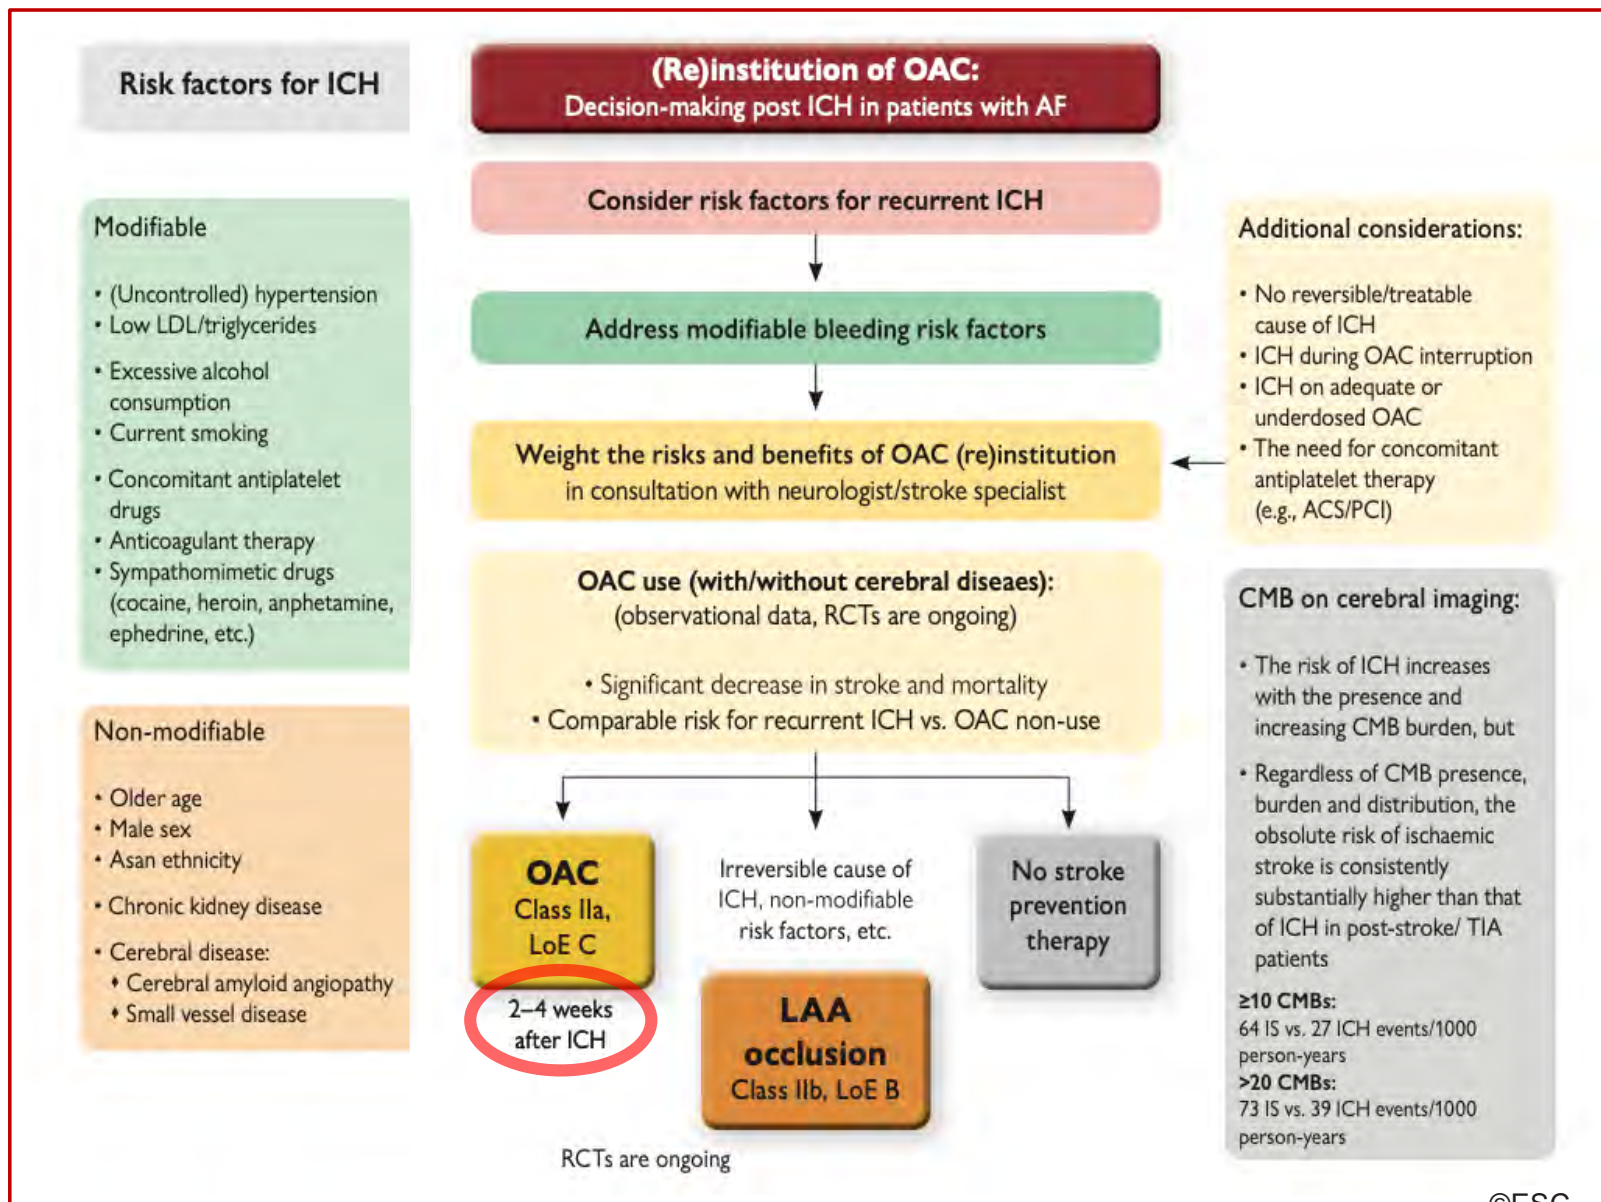 Risk factors for ICH
(Re)institution of OAC:
Decision-making post ICH in patients with AF
Consider risk factors for recurrent ICH
Address modifiable bleeding risk factors
Weight the risks and benefits of OAC (re)institution
in consultation with neurologist/stroke specialist
OAC use (with/without cerebral diseaes):
(observational data, RCTs are ongoing)
• Significant decrease in stroke and mortality
• Comparable risk for recurrent ICH vs. OAC non-use
Modifiable
• (Uncontrolled) hypertension
• Low LDL/triglycerides
• Excessive alcohol
consumption
• Current smoking
• Concomitant antiplatelet
drugs
• Anticoagulant therapy
• Sympathomimetic drugs
(cocaine, heroin, anphetamine,
ephedrine, etc.)
Non-modifiable
• Older age
• Male sex
• Asan ethnicity
• Chronic kidney disease
• Cerebral disease:
♦ Cerebral amyloid angiopathy
♦ Small vessel disease
OAC
Class IIa,
LoE C
2–4 weeks
after ICH
Irreversible cause of
ICH, non-modifiable
risk factors, etc.
LAA
occlusion
Class IIb, LoE B
No stroke
prevention
therapy
RCTs are ongoing
Additional considerations:
• No reversible/treatable
cause of ICH
• ICH during OAC interruption
• ICH on adequate or
underdosed OAC
• The need for concomitant
antiplatelet therapy
(e.g., ACS/PCI)
CMB on cerebral imaging:
• The risk of ICH increases
with the presence and
increasing CMB burden, but
• Regardless of CMB presence,
burden and distribution, the
absolute risk of ischaemic
stroke is consistently
substantially higher than that
of ICH in post-stroke/ TIA
patients
≥10 CMBs:
64 IS vs. 27 ICH events/1000
person-years
>20 CMBs:
73 IS vs. 39 ICH events/1000
person-years
©ESC